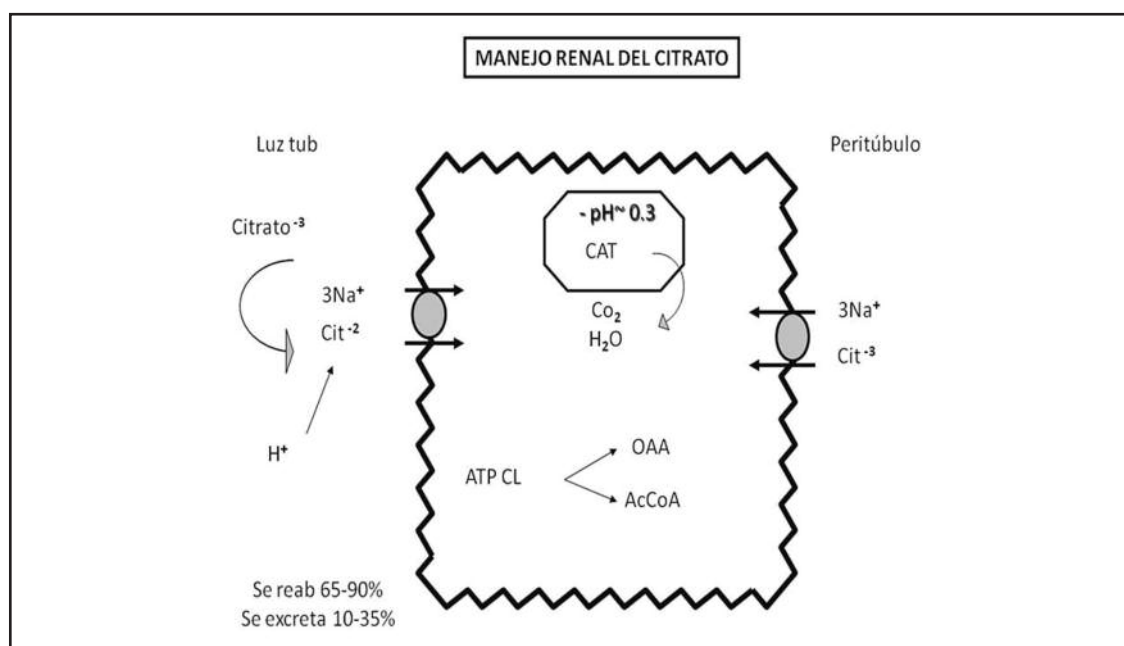 MANEJO RENAL DEL CITRATO
Luz tub
Peritúbulo
Citrato⁻³
- pH~ 0.3
CAT
3Na⁺
Cit⁻²
Co₂
H₂O
3Na⁺
Cit⁻³
H⁺
ATP CL
OAA
AcCoA
Se reab 65-90%
Se excreta 10-35%